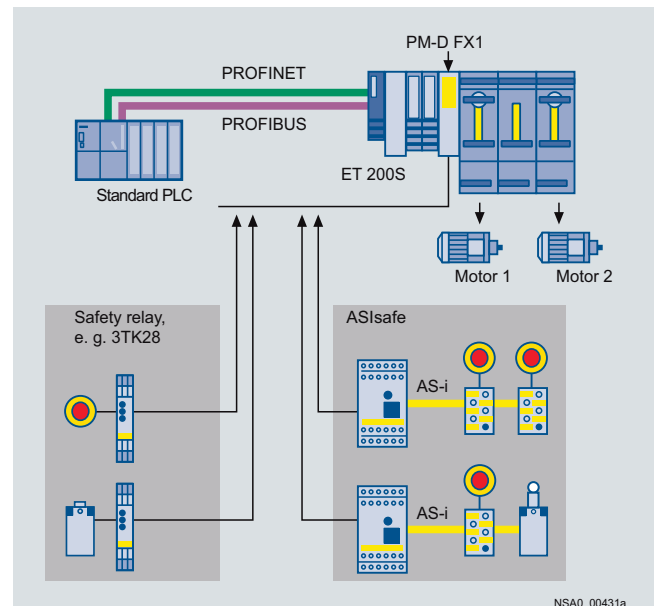 PM-D FX1
PROFINET
PROFIBUS
ET 200S
Standard PLC
Motor 1
Motor 2
Safety relay,
e. g. 3TK28
ASIsafe
AS-i
AS-i
NSA0_00431a